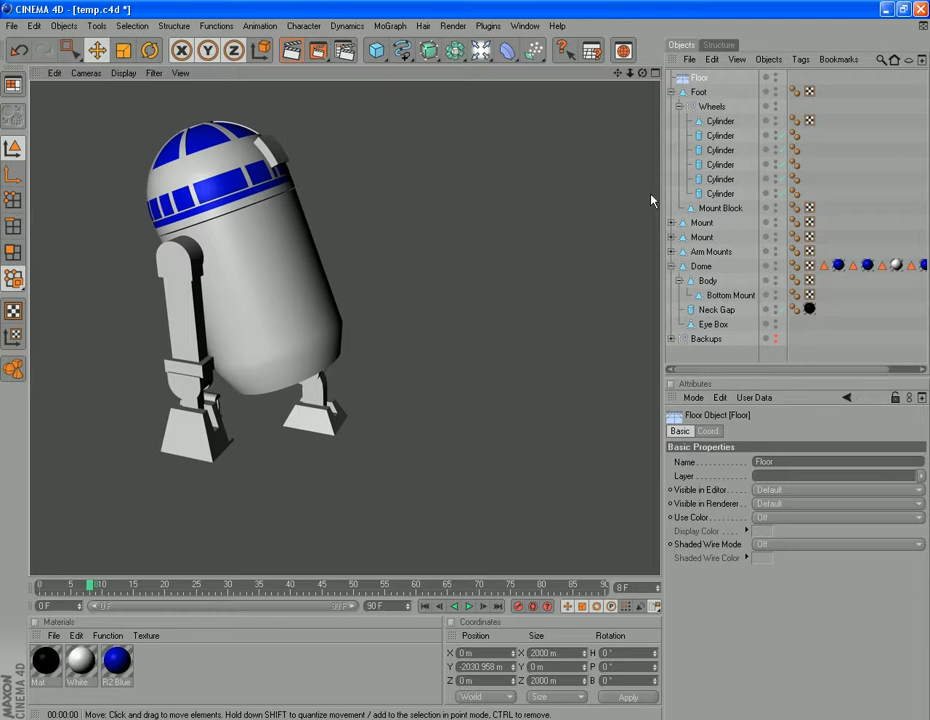 CINEMA 4D - [temp.c4d *]
File Edit Objects Tools Selection Structure Functions Animation Character Dynamics MoGraph Hair Render Plugins Window Help
Objects Structure
Edit Cameras Display Filter View
File Edit View Objects Tags Bookmarks
Floor
Foot
Wheels
Cylinder
Cylinder
Cylinder
Cylinder
Cylinder
Cylinder
Mount Block
Mount
Mount
Arm Mounts
Dome
Body
Bottom Mount
Neck Gap
Eye Box
Backups
Attributes
Mode Edit User Data
Floor Object [Floor]
Basic Coord.
Basic Properties
Name Floor
Layer
Visible in Editor Default
Visible in Renderer Default
Use Color Off
Display Color
Shaded Wire Mode Off
Shaded Wire Color
0 5 10 15 20 25 30 35 40 45 50 55 60 65 70 75 80 85 90 8 F
0 F 90 F
Materials
File Edit Function Texture
Mat White R2 Blue
Coordinates
Position Size Rotation
X 0 m X 2000 m H 0 °
Y -2030.958 m Y 0 m P 0 °
Z 0 m Z 2000 m B 0 °
World Size Apply
MAXON CINEMA 4D
00:00:00 Move: Click and drag to move elements. Hold down SHIFT to quantize movement / add to the selection in point mode, CTRL to remove.